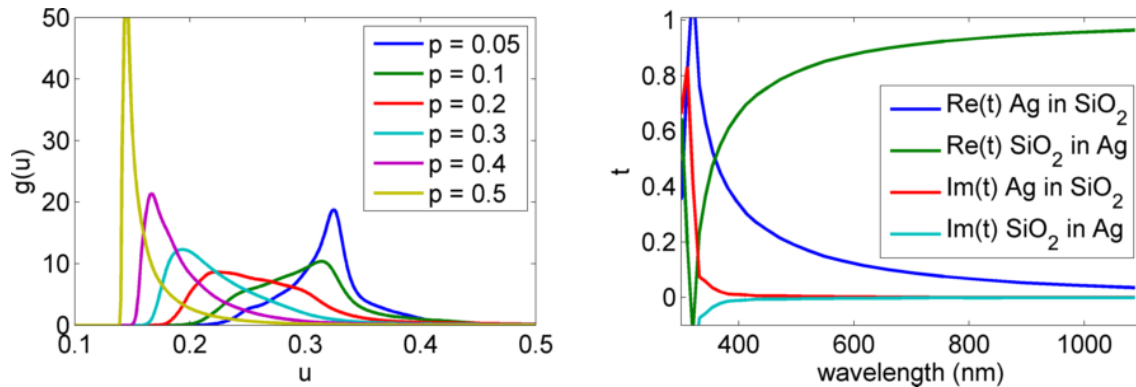 50
40
30
20
10
0
g(u)
0.1
0.2
0.3
0.4
0.5
u
p = 0.05
p = 0.1
p = 0.2
p = 0.3
p = 0.4
p = 0.5
1
0.8
0.6
0.4
0.2
0
t
400
600
800
1000
wavelength (nm)
Re(t) Ag in SiO₂
Re(t) SiO₂ in Ag
Im(t) Ag in SiO₂
Im(t) SiO₂ in Ag